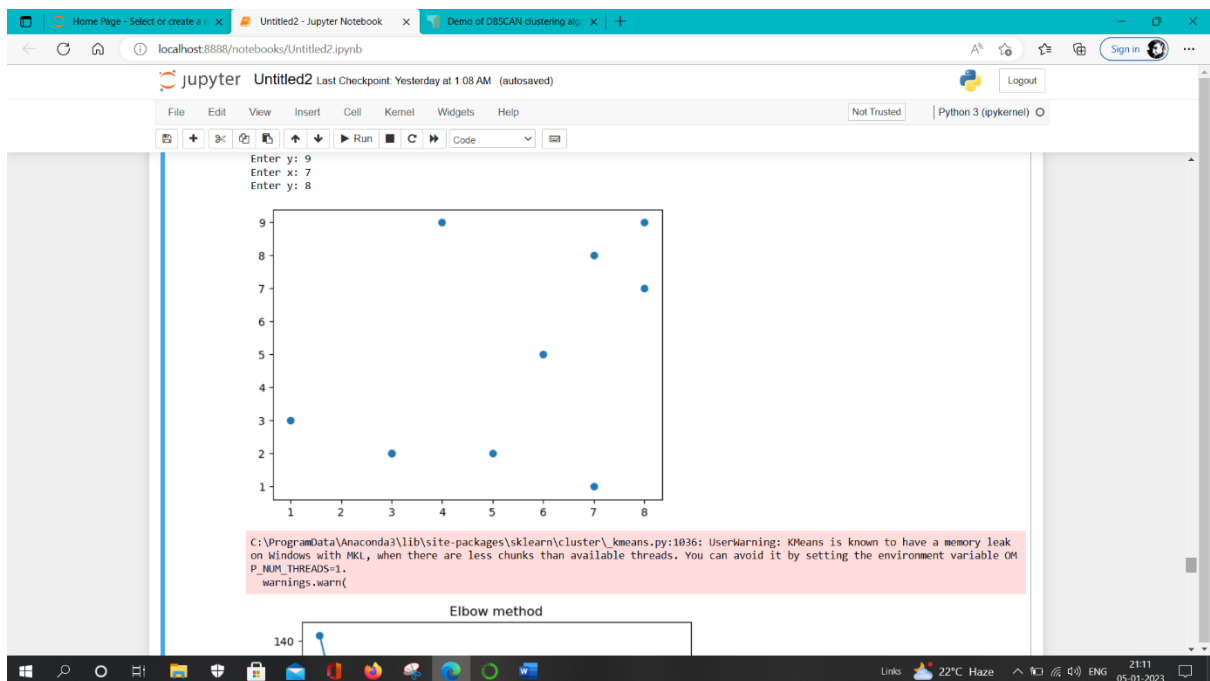 Home Page - Select or create a n
Untitled2 - Jupyter Notebook
Demo of DBSCAN clustering alg
localhost:8888/notebooks/Untitled2.ipynb
Sign in
jupyter Untitled2 Last Checkpoint: Yesterday at 1:08 AM (autosaved)
Logout
File Edit View Insert Cell Kernel Widgets Help
Not Trusted
Python 3 (ipykernel)
Run
Code
Enter y: 9
Enter x: 7
Enter y: 8
9
8
7
6
5
4
3
2
1
1 2 3 4 5 6 7 8
C:\ProgramData\Anaconda3\lib\site-packages\sklearn\cluster\_kmeans.py:1036: UserWarning: KMeans is known to have a memory leak
on Windows with MKL, when there are less chunks than available threads. You can avoid it by setting the environment variable OM
P_NUM_THREADS=1.
warnings.warn(
Elbow method
140
Links
22°C Haze
ENG
21:11
05-01-2023